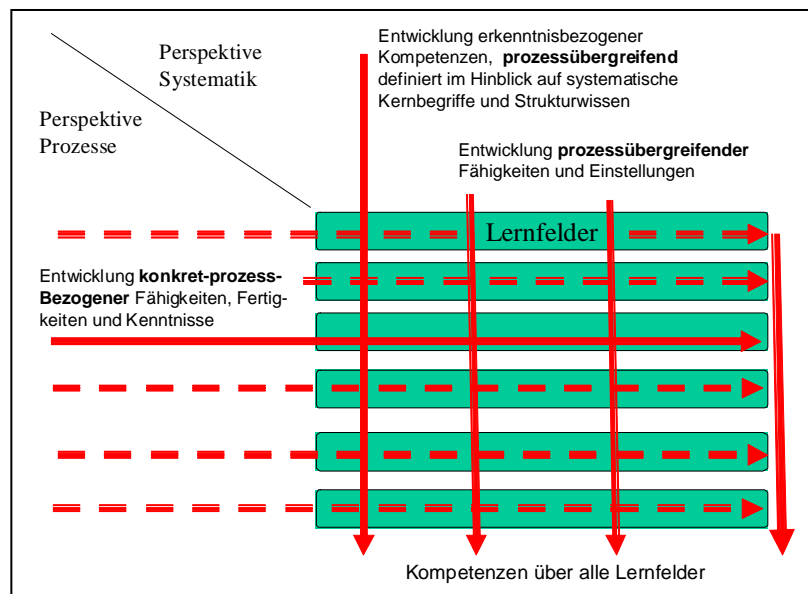 Perspektive
Systematik
Perspektive
Prozesse
Entwicklung erkenntnisbezogener
Kompetenzen, prozessübergreifend
definiert im Hinblick auf systematische
Kernbegriffe und Strukturwissen
Entwicklung prozessübergreifender
Fähigkeiten und Einstellungen
Lernfelder
Entwicklung konkret-prozess-
Bezogener Fähigkeiten, Fertig-
keiten und Kenntnisse
Kompetenzen über alle Lernfelder